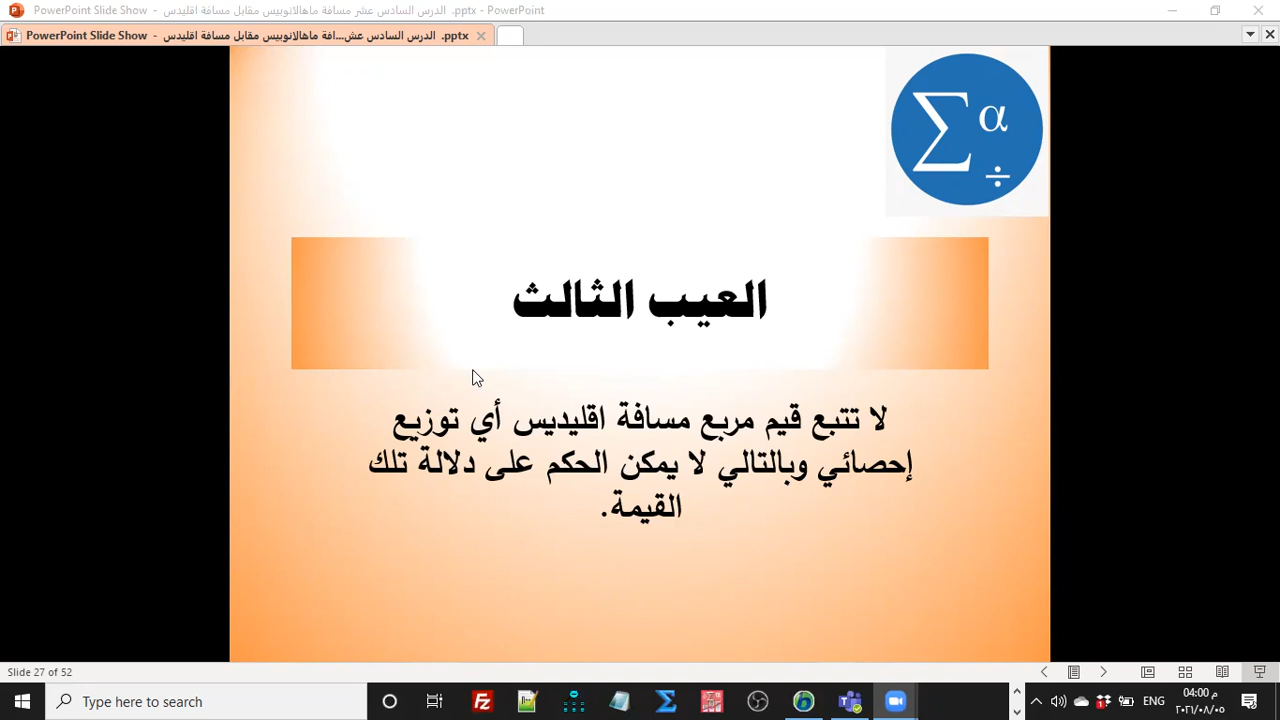 PowerPoint Slide Show - الدرس السادس عشر مسافة ماهالانوبيس مقابل مسافة اقليدس .pptx - PowerPoint
PowerPoint Slide Show - الدرس السادس عش...افة ماهالانوبيس مقابل مسافة اقليدس .pptx
Σ α ÷
العيب الثالث
لا تتبع قيم مربع مسافة اقليديس أي توزيع
إحصائي وبالتالي لا يمكن الحكم على دلالة تلك
القيمة.
Slide 27 of 52
Type here to search
ENG
04:00 م
٢٠٢١/٠٨/٠٥